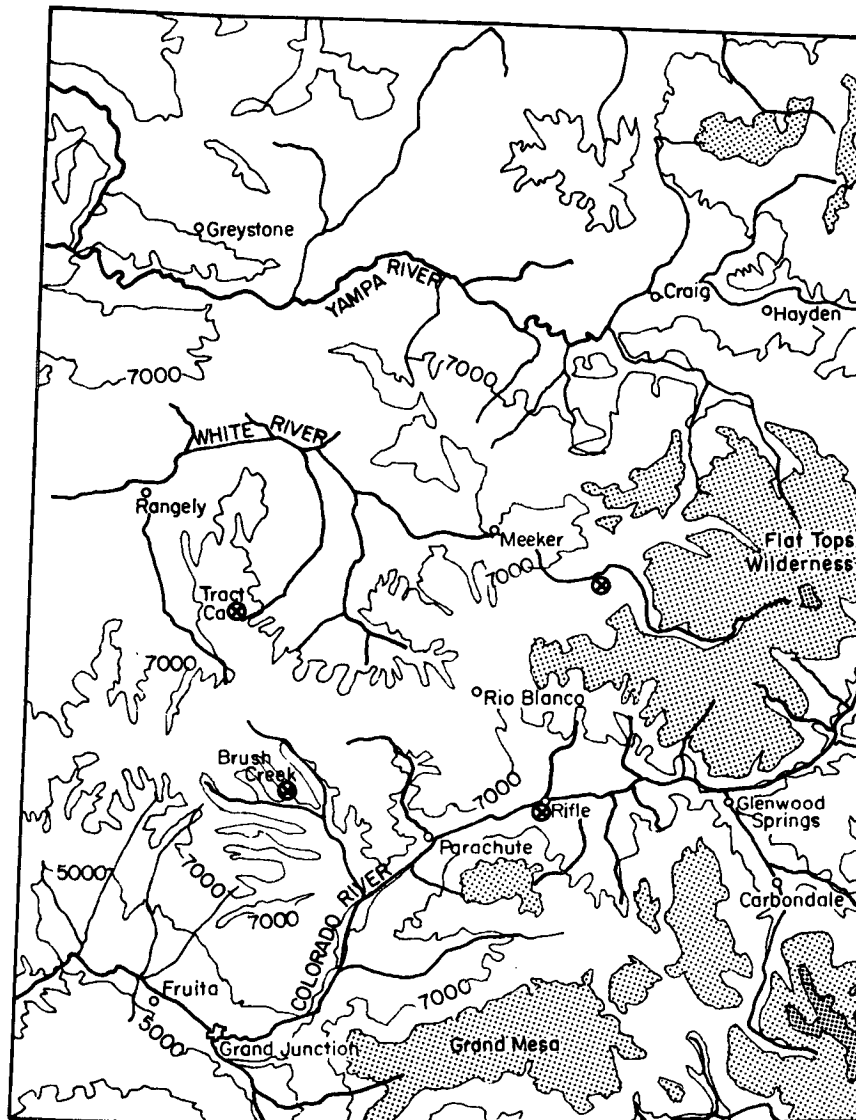 Greystone
YAMPA RIVER
Craig
Hayden
7000
7000
WHITE RIVER
Rangely
Meeker
Flat Tops
Wilderness
7000
Tract
Ca
7000
Rio Blanco
Brush
Creek
7000
Rifle
Glenwood
Springs
Parachute
7000
5000
COLORADO RIVER
7000
Carbondale
Fruita
7000
5000
Grand Junction
Grand Mesa